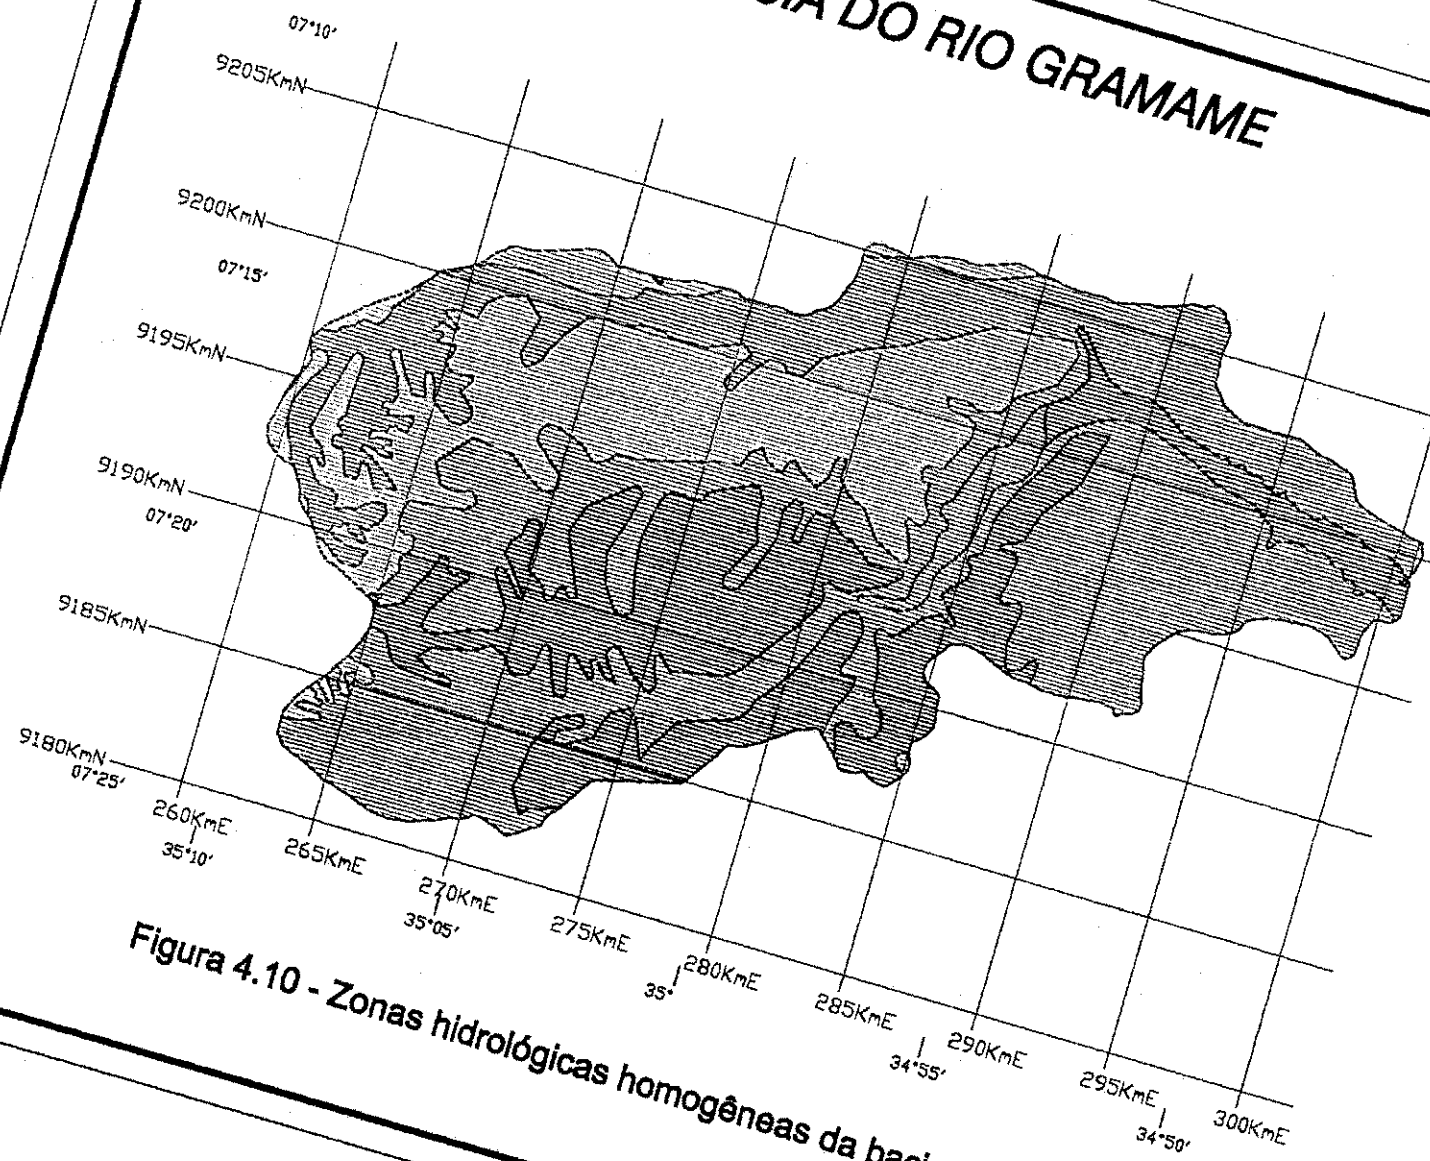 DO RIO GRAMAME
07°10'
9205KmN
9200KmN
07°15'
9195KmN
9190KmN
07°20'
9185KmN
9180KmN
07°25'
260KmE
265KmE
270KmE
275KmE
280KmE
285KmE
290KmE
295KmE
300KmE
35°10'
35°05'
35°
34°55'
34°50'
Figura 4.10 - Zonas hidrológicas homogêneas da